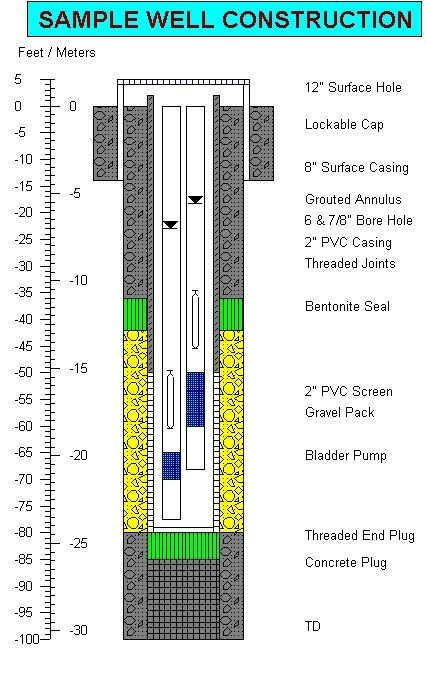 SAMPLE WELL CONSTRUCTION
Feet / Meters
5
12" Surface Hole
0 0
-5
Lockable Cap
-10
8" Surface Casing
-15
-5
Grouted Annulus
-20
6 & 7/8" Bore Hole
-25
2" PVC Casing
-30
Threaded Joints
-10
-35
Bentonite Seal
-40
-45
-15
-50
2" PVC Screen
-55
Gravel Pack
-60
-65 -20
Bladder Pump
-70
-75
-80
Threaded End Plug
-25
-85
Concrete Plug
-90
-95
TD
-30
-100